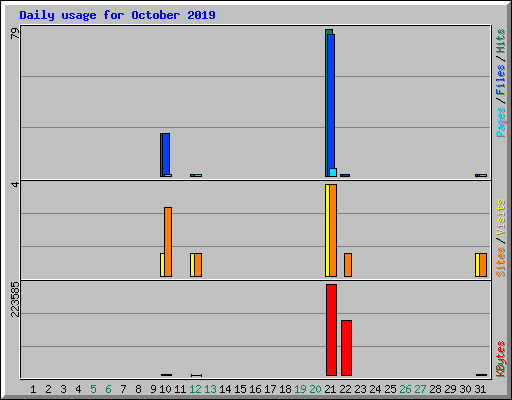 Daily usage for October 2019
79
4
223585
Pages/Files/Hits
Sites/Visits
KBytes
1 2 3 4 5 6 7 8 9 10 11 12 13 14 15 16 17 18 19 20 21 22 23 24 25 26 27 28 29 30 31